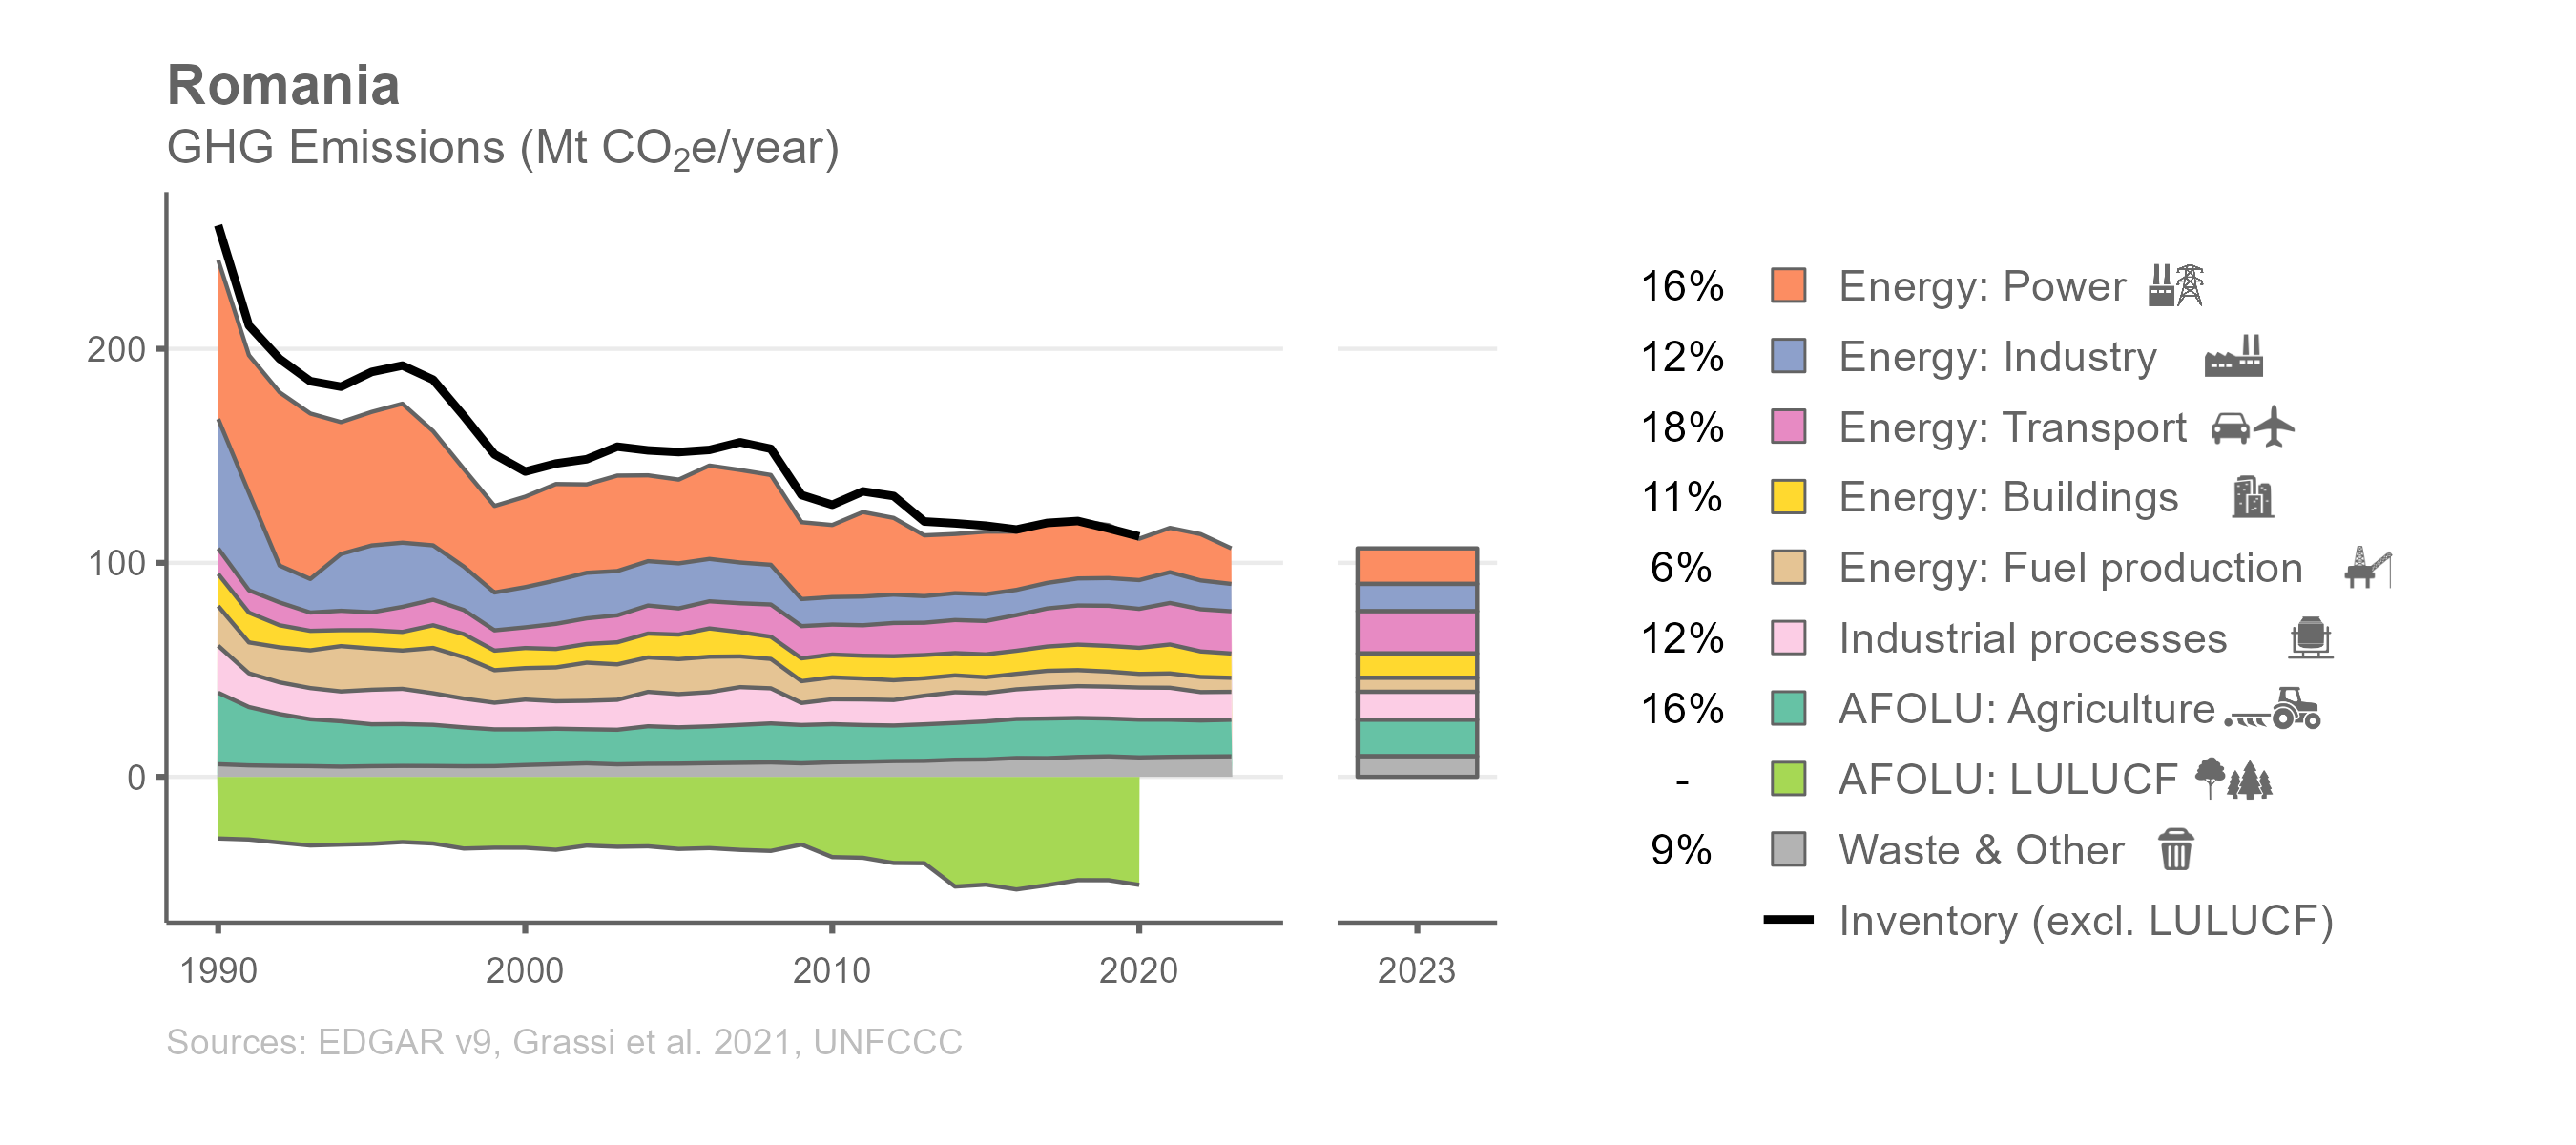 Romania
GHG Emissions (Mt CO₂e/year)
200
100
0
1990
2000
2010
2020
2023
16% Energy: Power
12% Energy: Industry
18% Energy: Transport
11% Energy: Buildings
6% Energy: Fuel production
12% Industrial processes
16% AFOLU: Agriculture
- AFOLU: LULUCF
9% Waste & Other
Inventory (excl. LULUCF)
Sources: EDGAR v9, Grassi et al. 2021, UNFCCC